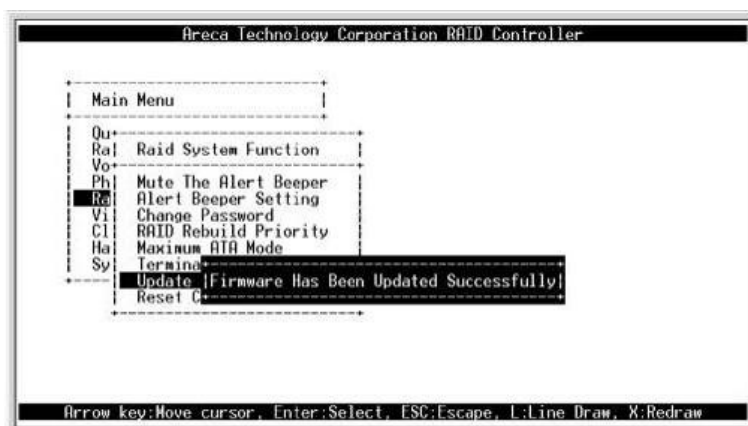 Areca Technology Corporation RAID Controller
Main Menu
Qu
Ra
Raid System Function
Vo
Ph
Mute The Alert Beeper
Ra
Alert Beeper Setting
Vi
Change Password
Cl
RAID Rebuild Priority
Ha
Maximum ATA Mode
Sy
Termina
Update
Firmware Has Been Updated Successfully
Reset C
Arrow key:Move cursor, Enter:Select, ESC:Escape, L:Line Draw, X:Redraw